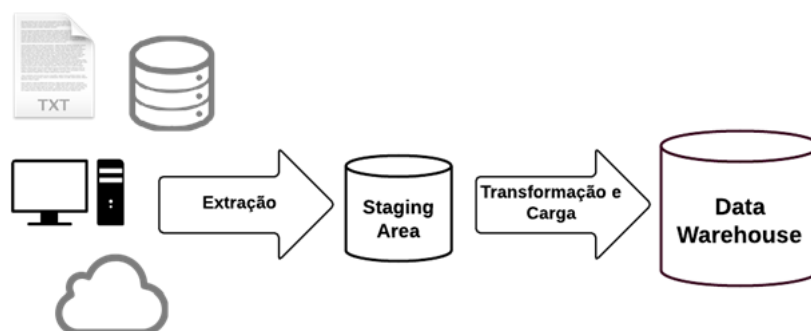 TXT
Extração
Staging
Area
Transformação e
Carga
Data
Warehouse